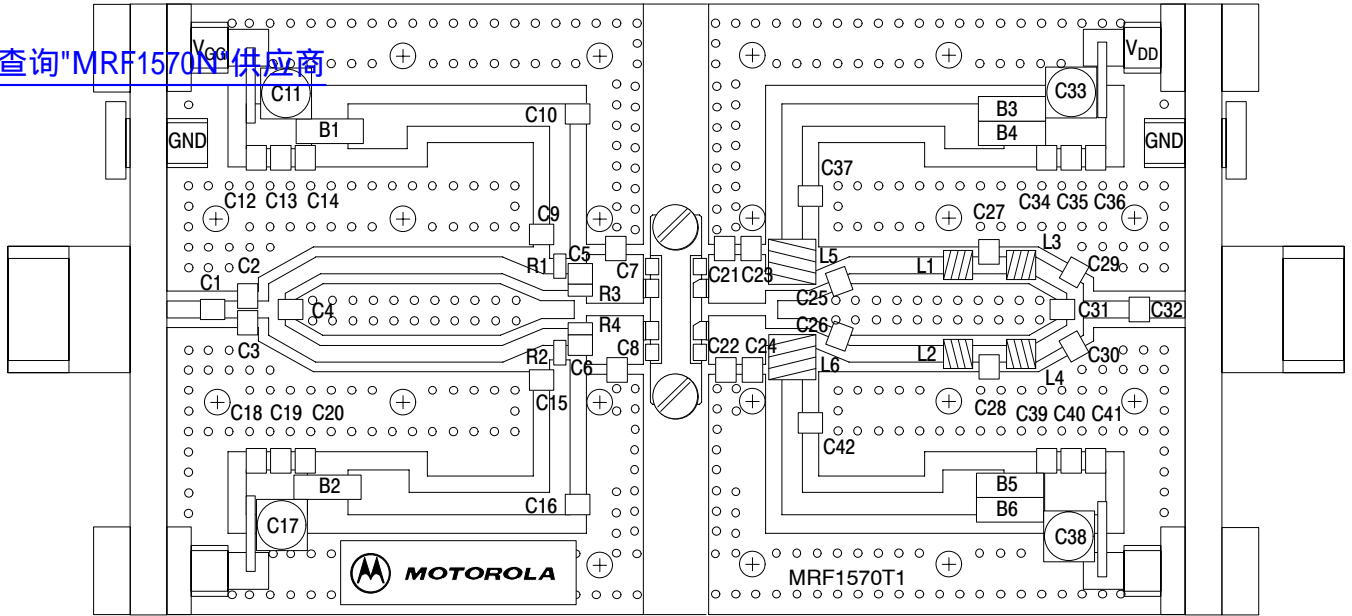 查询"MRF1570N"供应商
VGG
C11
B1
GND
C10
C12 C13 C14
C9
C2
C1
C4
C3
R1
C5
C7
R3
R4
R2
C6
C8
C15
C18 C19 C20
B2
C17
C16
MOTOROLA
VDD
C33
B3
B4
GND
C37
C34 C35 C36
C27
L3
C21 C23
L5
L1
C29
C25
C31
C32
C26
C22 C24
L6
L2
C30
L4
C28
C39 C40 C41
C42
B5
B6
C38
MRF1570T1